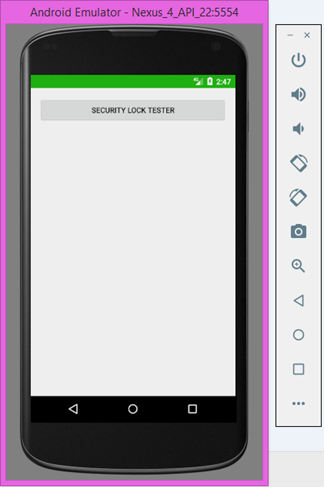 Android Emulator - Nexus_4_API_22:5554
2:47
SECURITY LOCK TESTER